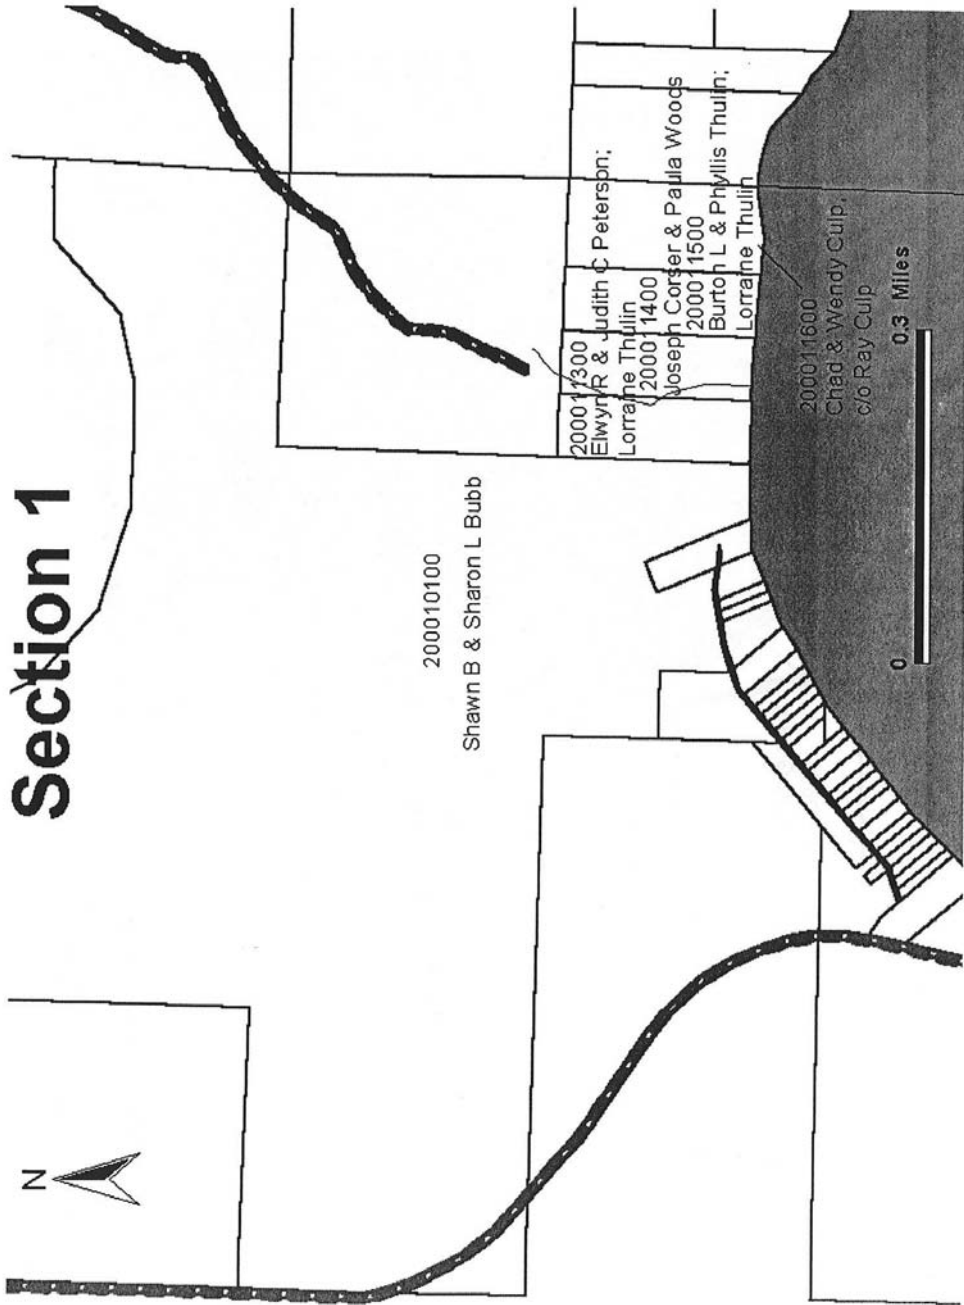 Section 1
N
200010100
Shawn B & Sharon L Bubb
200011300
Elwyn R & Judith C Peterson;
Lorraine Thulin
200011400
Joseph Corser & Paula Woods
200011500
Burton L & Phyllis Thulin;
Lorraine Thulin
200011600
Chad & Wendy Culp,
c/o Ray Culp
0 0.3 Miles